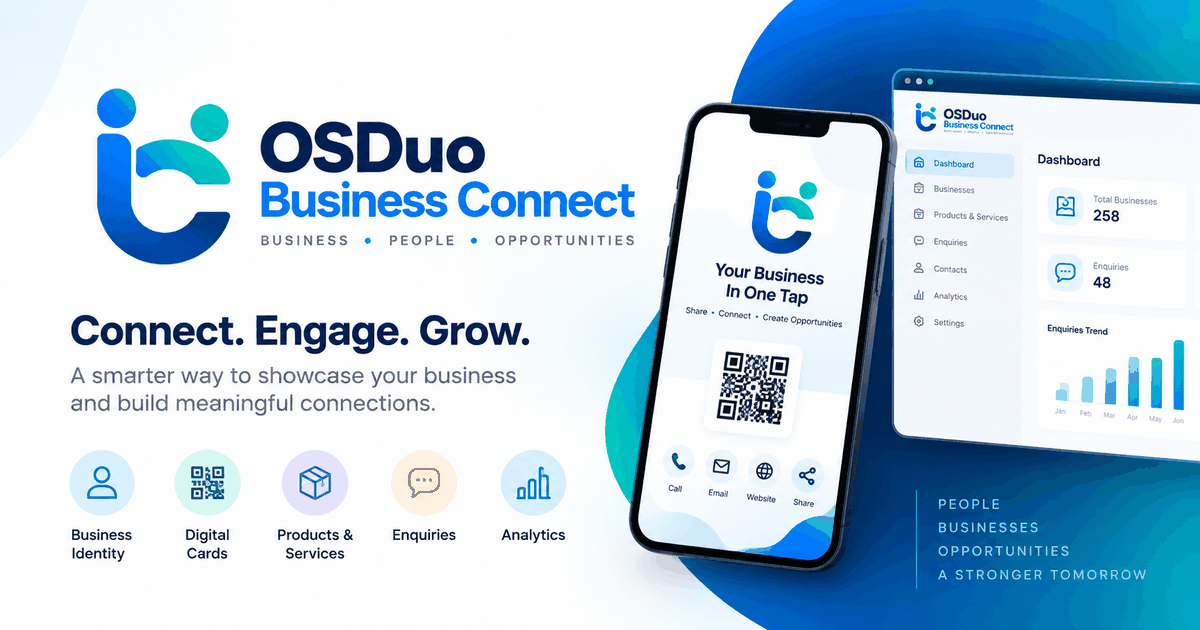 OSDuo
Business Connect
BUSINESS • PEOPLE • OPPORTUNITIES
Connect. Engage. Grow.
A smarter way to showcase your business
and build meaningful connections.
Business
Identity
Digital
Cards
Products &
Services
Enquiries
Analytics
Your Business
In One Tap
Share • Connect • Create Opportunities
Call
Email
Website
Share
OSDuo
Business Connect
Dashboard
Businesses
Products & Services
Enquiries
Contacts
Analytics
Settings
Dashboard
Total Businesses
258
Enquiries
48
Enquiries Trend
Jan Feb Mar Apr May Jun
PEOPLE
BUSINESSES
OPPORTUNITIES
A STRONGER TOMORROW